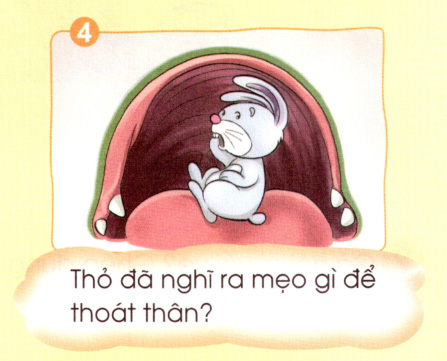 4
Thỏ đã nghĩ ra mẹo gì để
thoát thân?